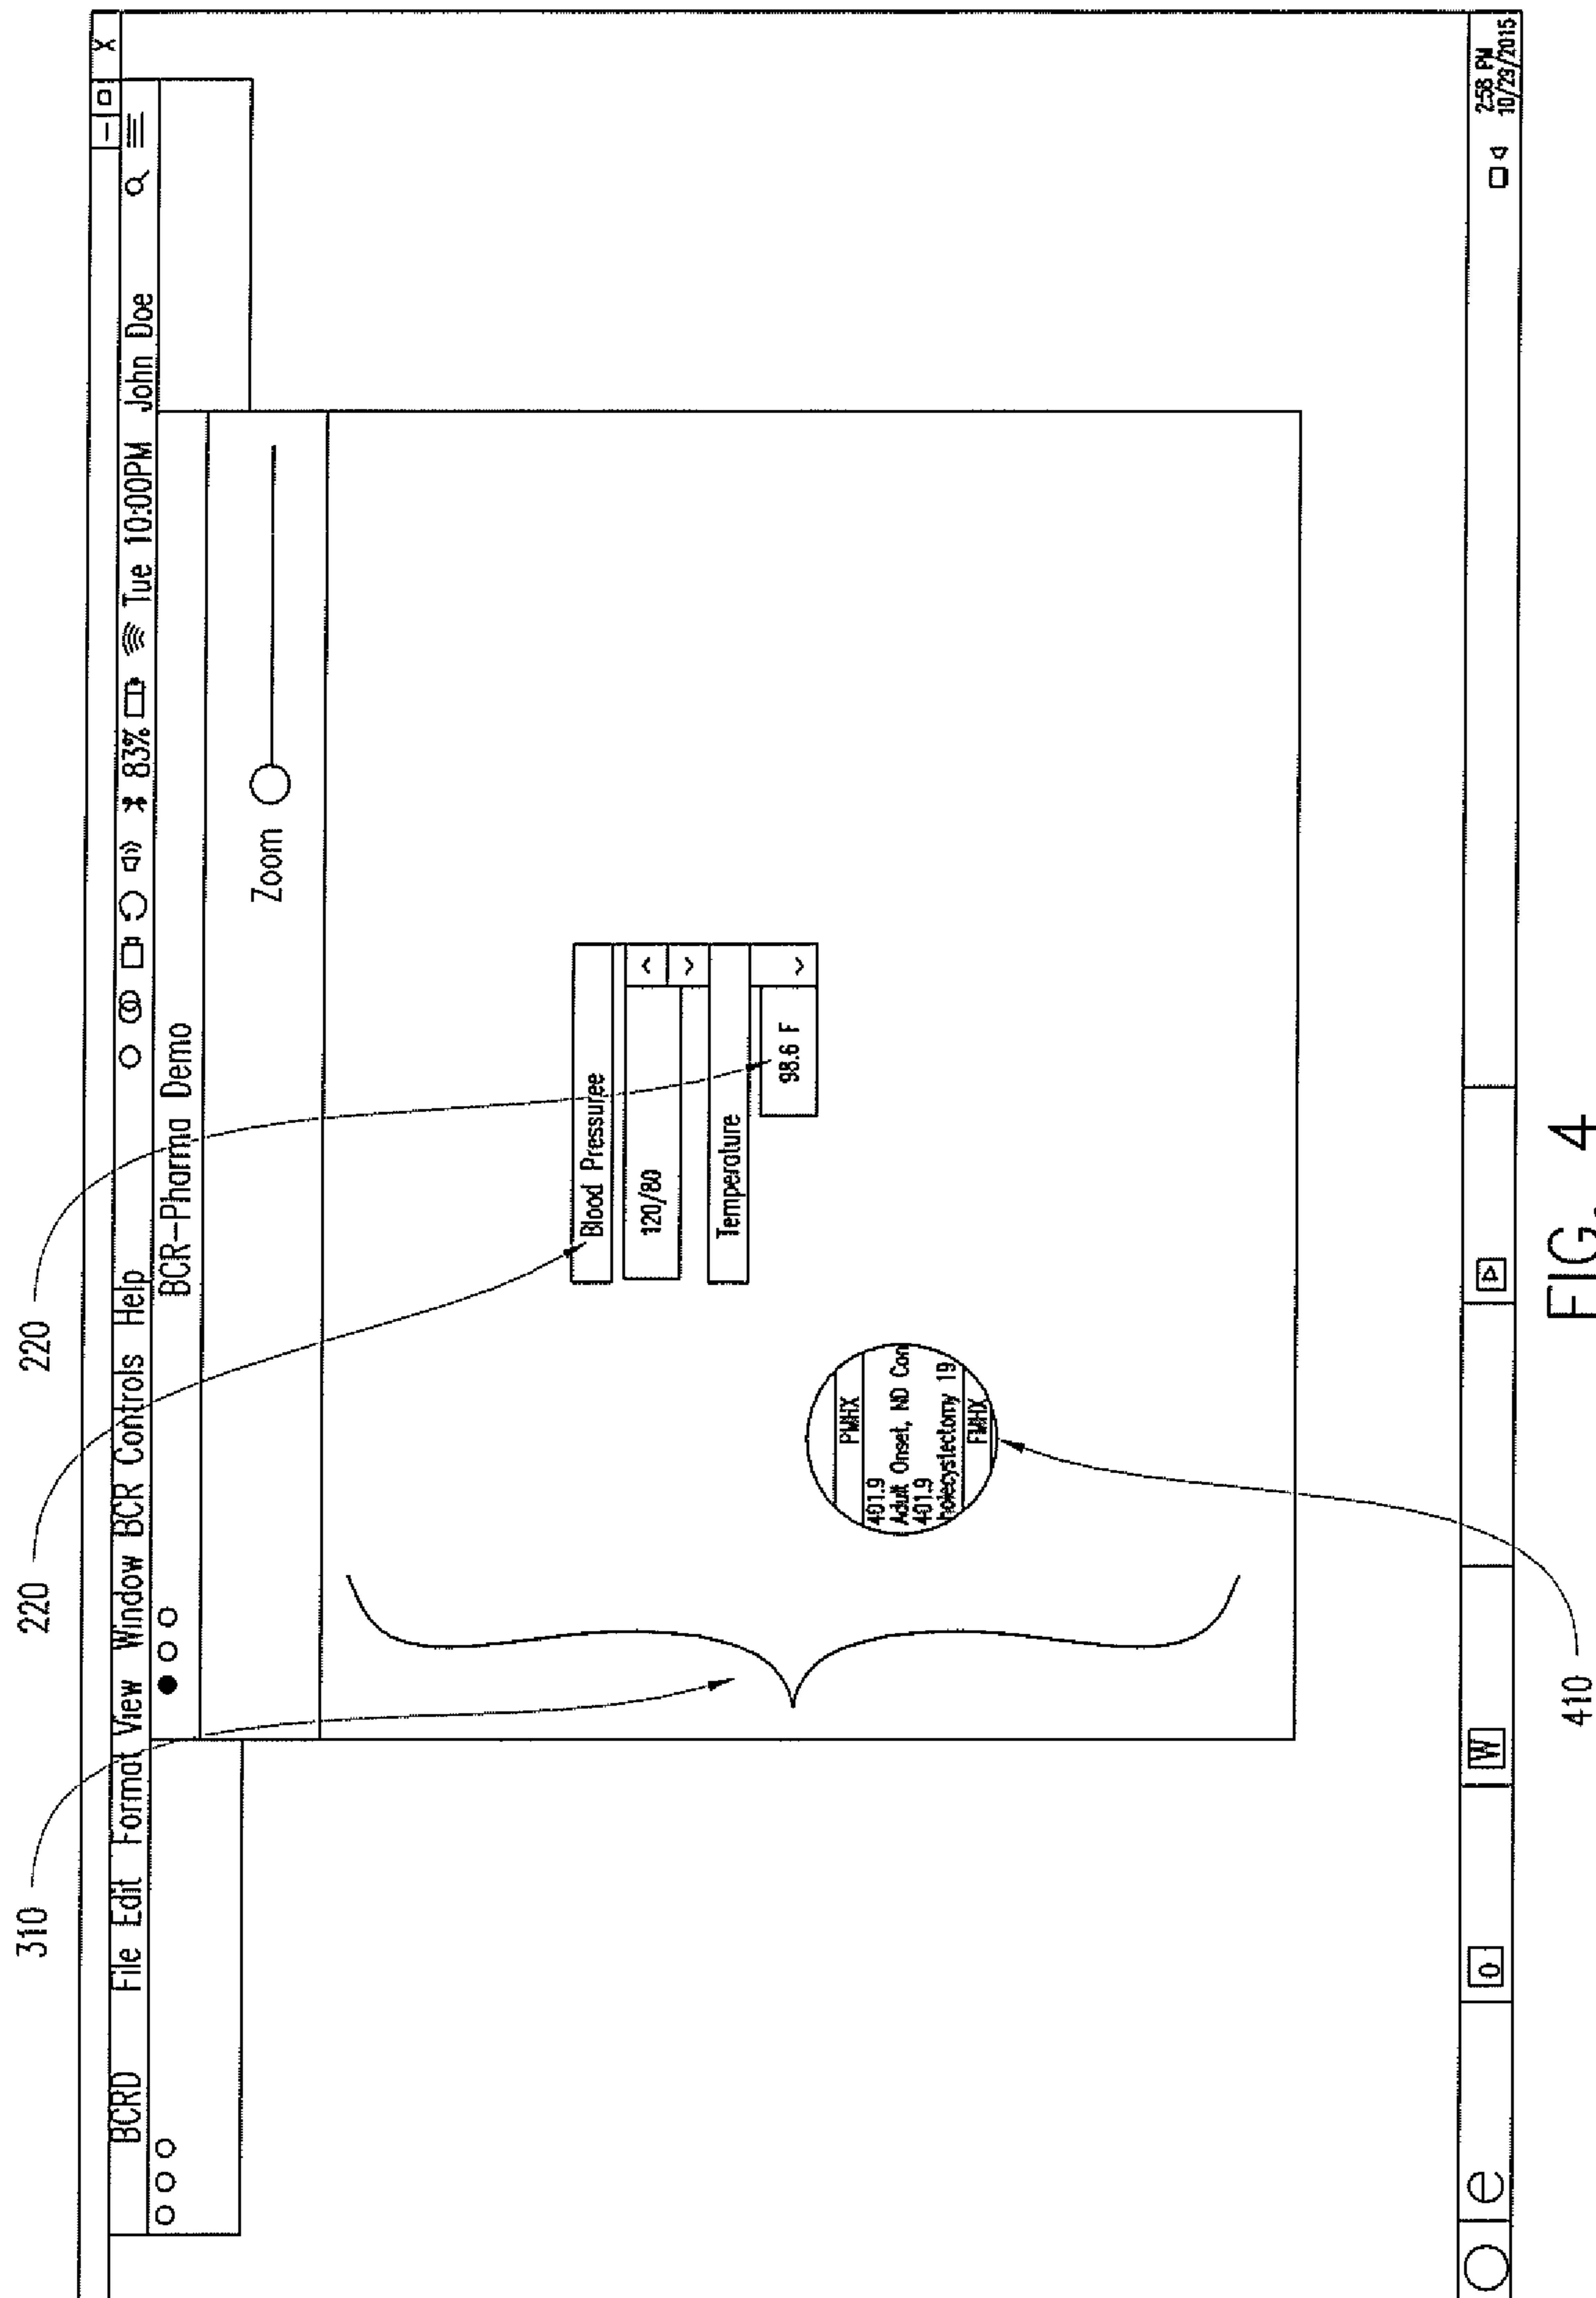 310
220
220
X
BCRD File Edit Format View Window BCR Controls Help 83% Tue 10:00PM John Doe
BCR-Pharma Demo
Zoom
Blood Pressuree
120/80
Temperature
98.6 F
PMHX
401.9
Adult Onset, ND Con
401.9
holecystectomy 19
FMHX
e
o
W
2:58 PM
10/29/2015
410
FIG. 4